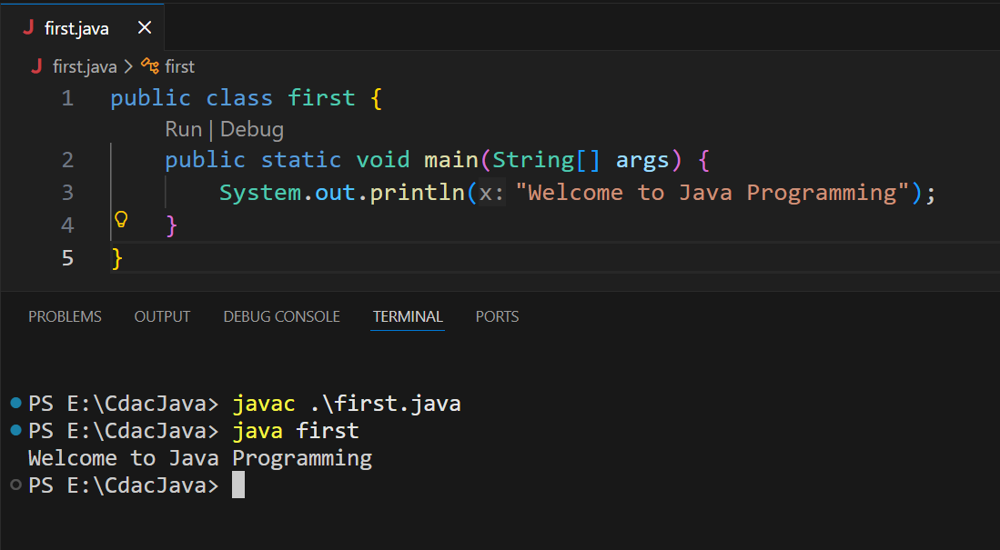 J first.java ×
J first.java > first
1 public class first {
Run | Debug
2 public static void main(String[] args) {
3 System.out.println(x: "Welcome to Java Programming");
4 }
5 }
PROBLEMS OUTPUT DEBUG CONSOLE TERMINAL PORTS
PS E:\CdacJava> javac .\first.java
PS E:\CdacJava> java first
Welcome to Java Programming
PS E:\CdacJava>